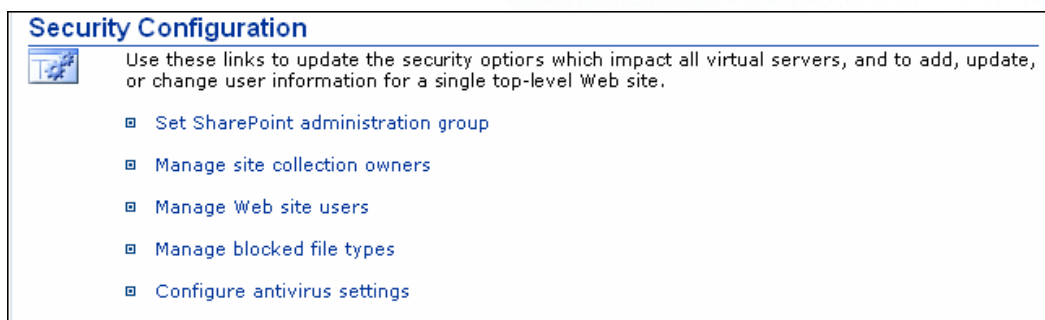 Security Configuration
Use these links to update the security options which impact all virtual servers, and to add, update,
or change user information for a single top-level Web site.
Set SharePoint administration group
Manage site collection owners
Manage Web site users
Manage blocked file types
Configure antivirus settings